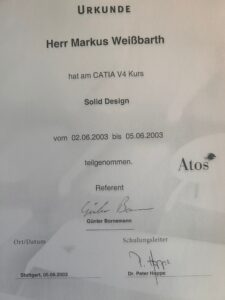 URKUNDE
Herr Markus Weißbarth
hat am CATIA V4 Kurs
Solid Design
vom 02.06.2003 bis 05.06.2003
teilgenommen.
Atos
Referent
Günter Bornemann
Ort/Datum
Schulungsleiter
Stuttgart, 05.06.2003
Dr. Peter Hoppe